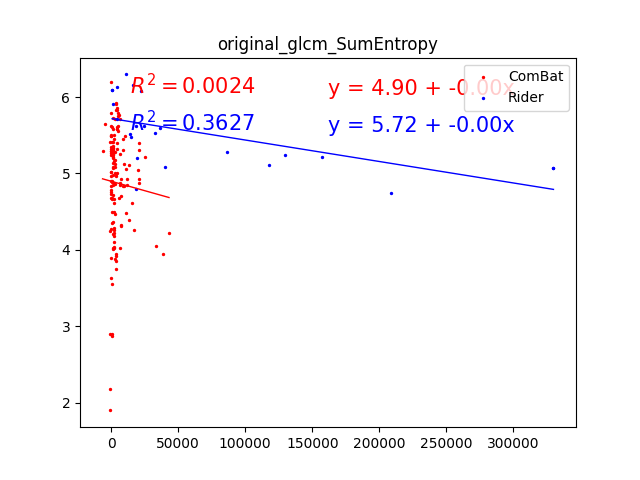 original_glcm_SumEntropy
R² = 0.0024
y = 4.90 + -0.00x
ComBat
Rider
R² = 0.3627
y = 5.72 + -0.00x
6
5
4
3
2
0
50000
100000
150000
200000
250000
300000